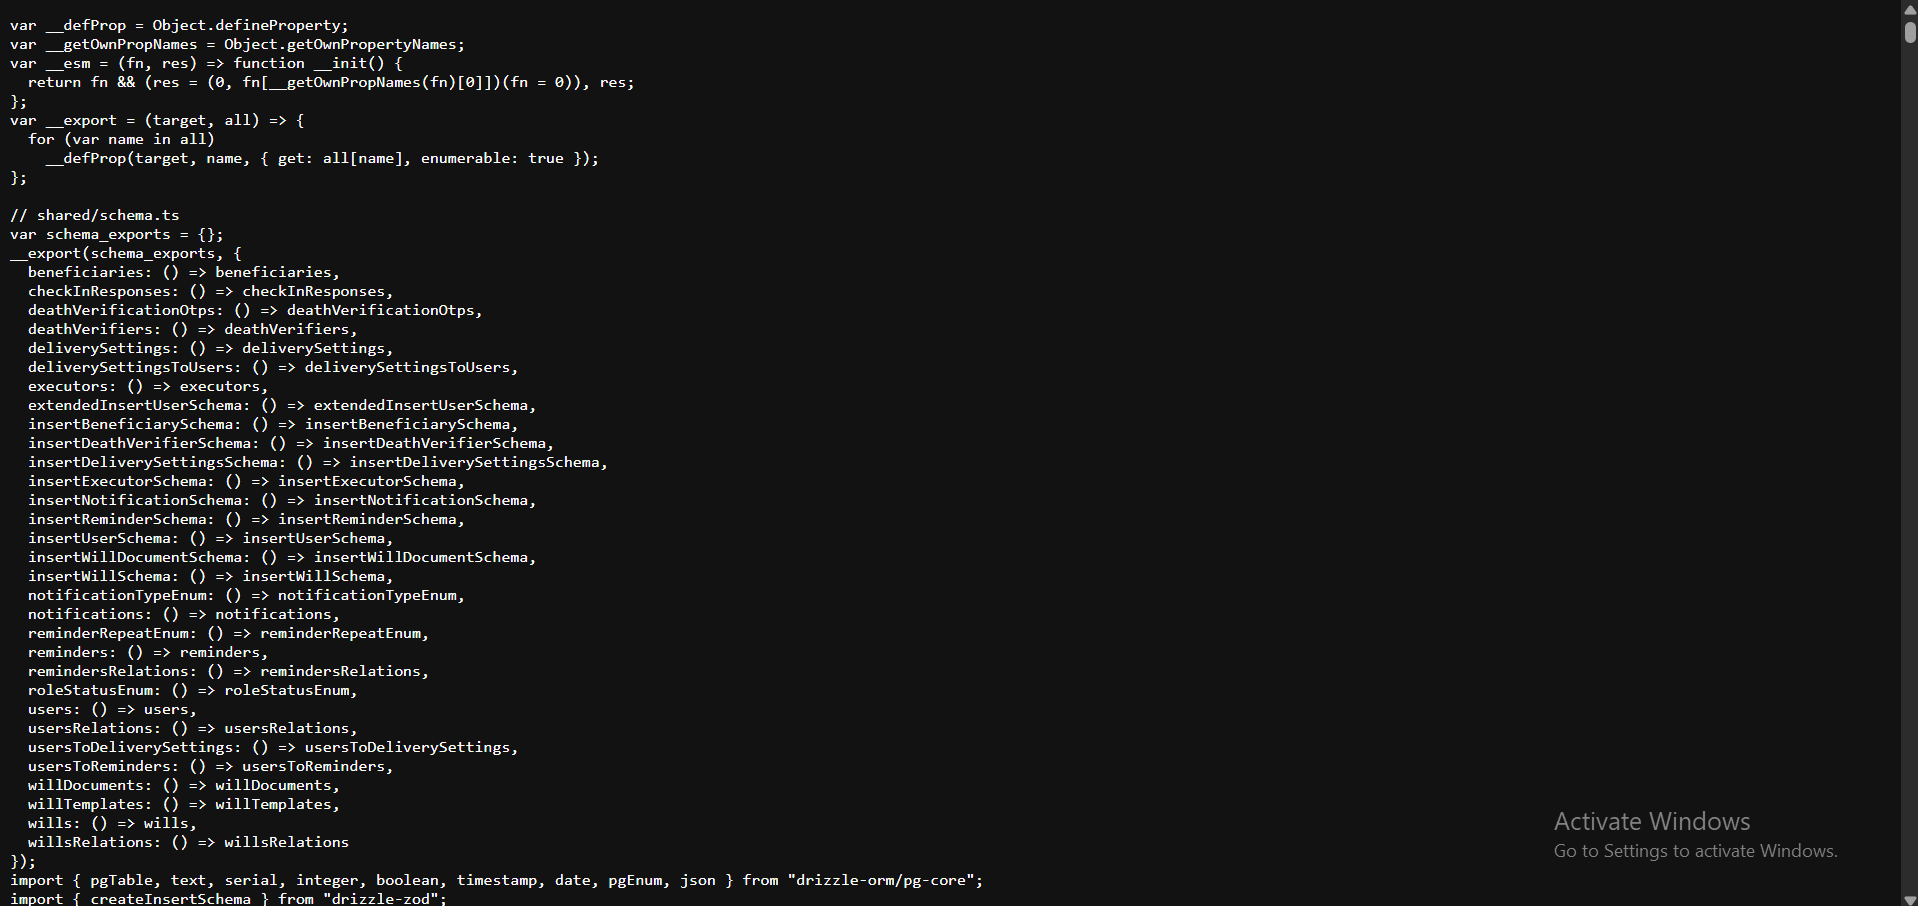 var __defProp = Object.defineProperty;
var __getOwnPropNames = Object.getOwnPropertyNames;
var __esm = (fn, res) => function __init() {
  return fn && (res = (0, fn[__getOwnPropNames(fn)[0]])(fn = 0)), res;
};
var __export = (target, all) => {
  for (var name in all)
    __defProp(target, name, { get: all[name], enumerable: true });
};

// shared/schema.ts
var schema_exports = {};
__export(schema_exports, {
  beneficiaries: () => beneficiaries,
  checkInResponses: () => checkInResponses,
  deathVerificationOtps: () => deathVerificationOtps,
  deathVerifiers: () => deathVerifiers,
  deliverySettings: () => deliverySettings,
  deliverySettingsToUsers: () => deliverySettingsToUsers,
  executors: () => executors,
  extendedInsertUserSchema: () => extendedInsertUserSchema,
  insertBeneficiarySchema: () => insertBeneficiarySchema,
  insertDeathVerifierSchema: () => insertDeathVerifierSchema,
  insertDeliverySettingsSchema: () => insertDeliverySettingsSchema,
  insertExecutorSchema: () => insertExecutorSchema,
  insertNotificationSchema: () => insertNotificationSchema,
  insertReminderSchema: () => insertReminderSchema,
  insertUserSchema: () => insertUserSchema,
  insertWillDocumentSchema: () => insertWillDocumentSchema,
  insertWillSchema: () => insertWillSchema,
  notificationTypeEnum: () => notificationTypeEnum,
  notifications: () => notifications,
  reminderRepeatEnum: () => reminderRepeatEnum,
  reminders: () => reminders,
  remindersRelations: () => remindersRelations,
  roleStatusEnum: () => roleStatusEnum,
  users: () => users,
  usersRelations: () => usersRelations,
  usersToDeliverySettings: () => usersToDeliverySettings,
  usersToReminders: () => usersToReminders,
  willDocuments: () => willDocuments,
  willTemplates: () => willTemplates,
  wills: () => wills,
  willsRelations: () => willsRelations
});
import { pgTable, text, serial, integer, boolean, timestamp, date, pgEnum, json } from "drizzle-orm/pg-core";
import { createInsertSchema } from "drizzle-zod";
Activate Windows
Go to Settings to activate Windows.